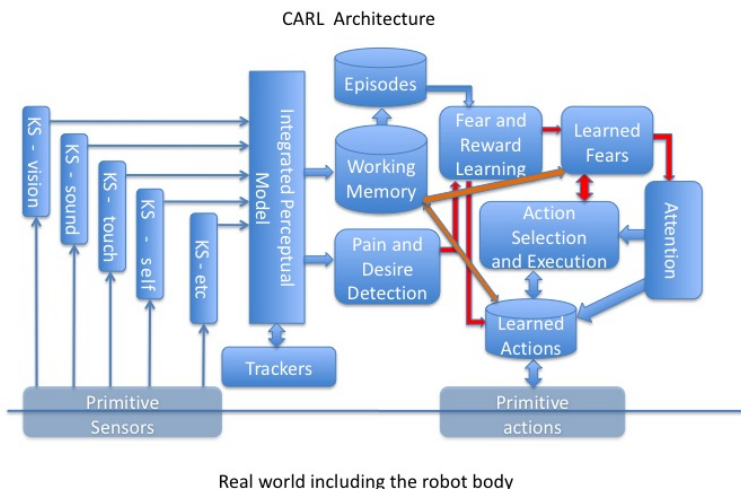 CARL Architecture
KS - vision
KS - sound
KS - touch
KS - self
KS - etc
Integrated Perceptual
Model
Episodes
Working
Memory
Fear and
Reward
Learning
Learned
Fears
Pain and
Desire
Detection
Action
Selection
and Execution
Attention
Learned
Actions
Trackers
Primitive
Sensors
Primitive
actions
Real world including the robot body